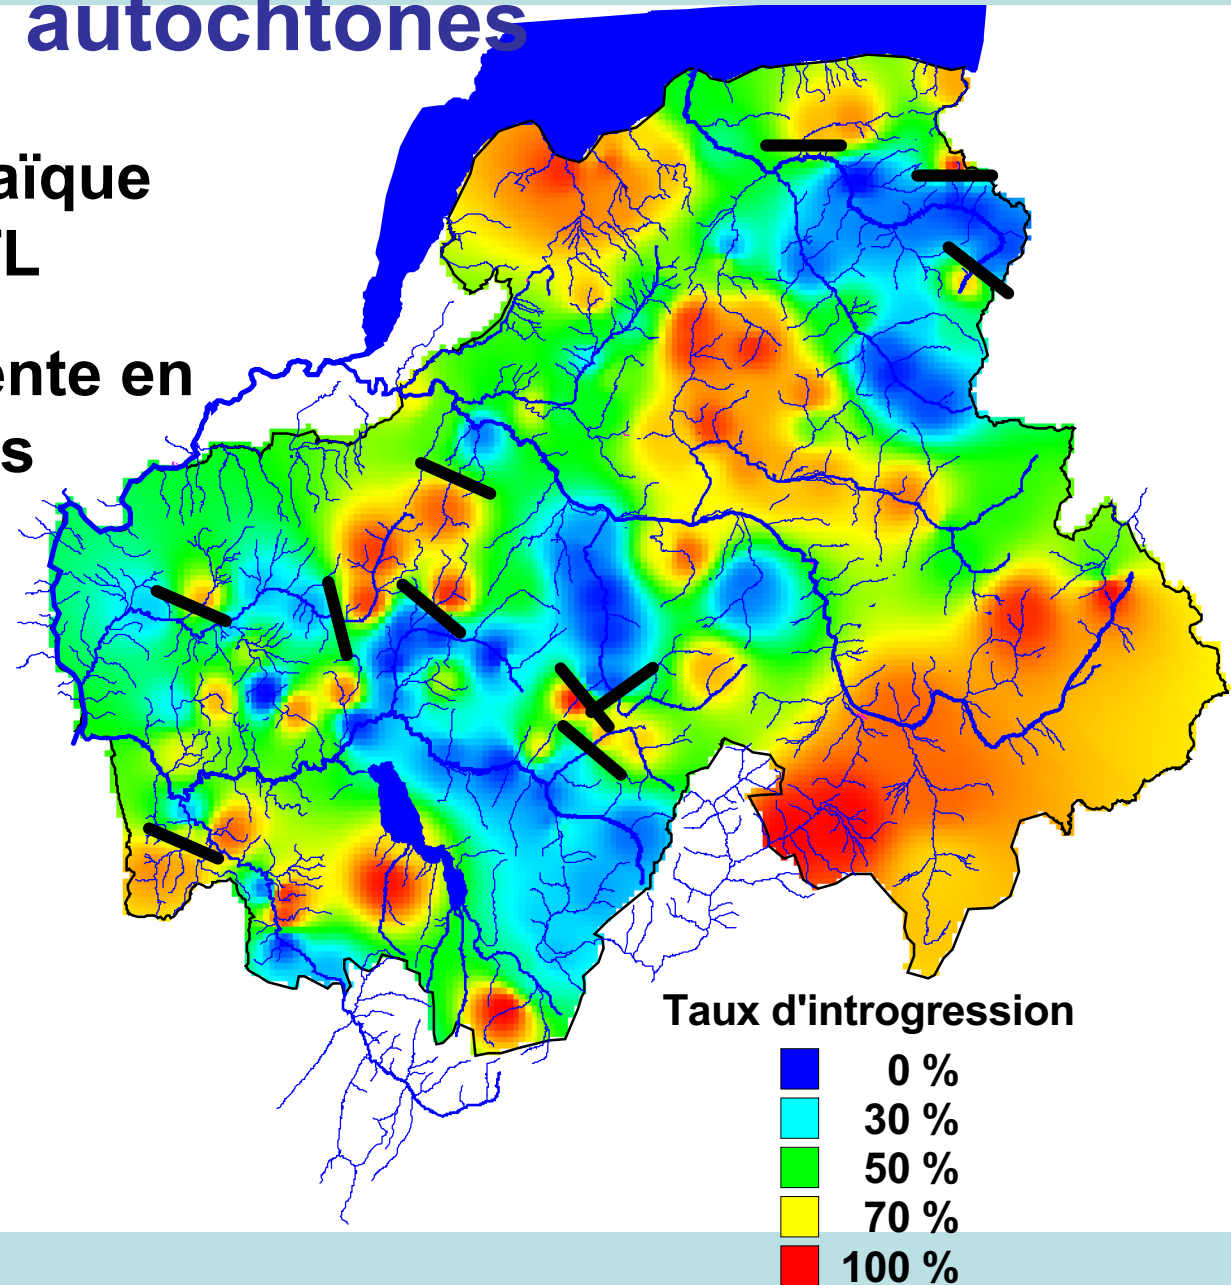 autochtones
aïque
L
ente en
s
Taux d'introgression
0 %
30 %
50 %
70 %
100 %